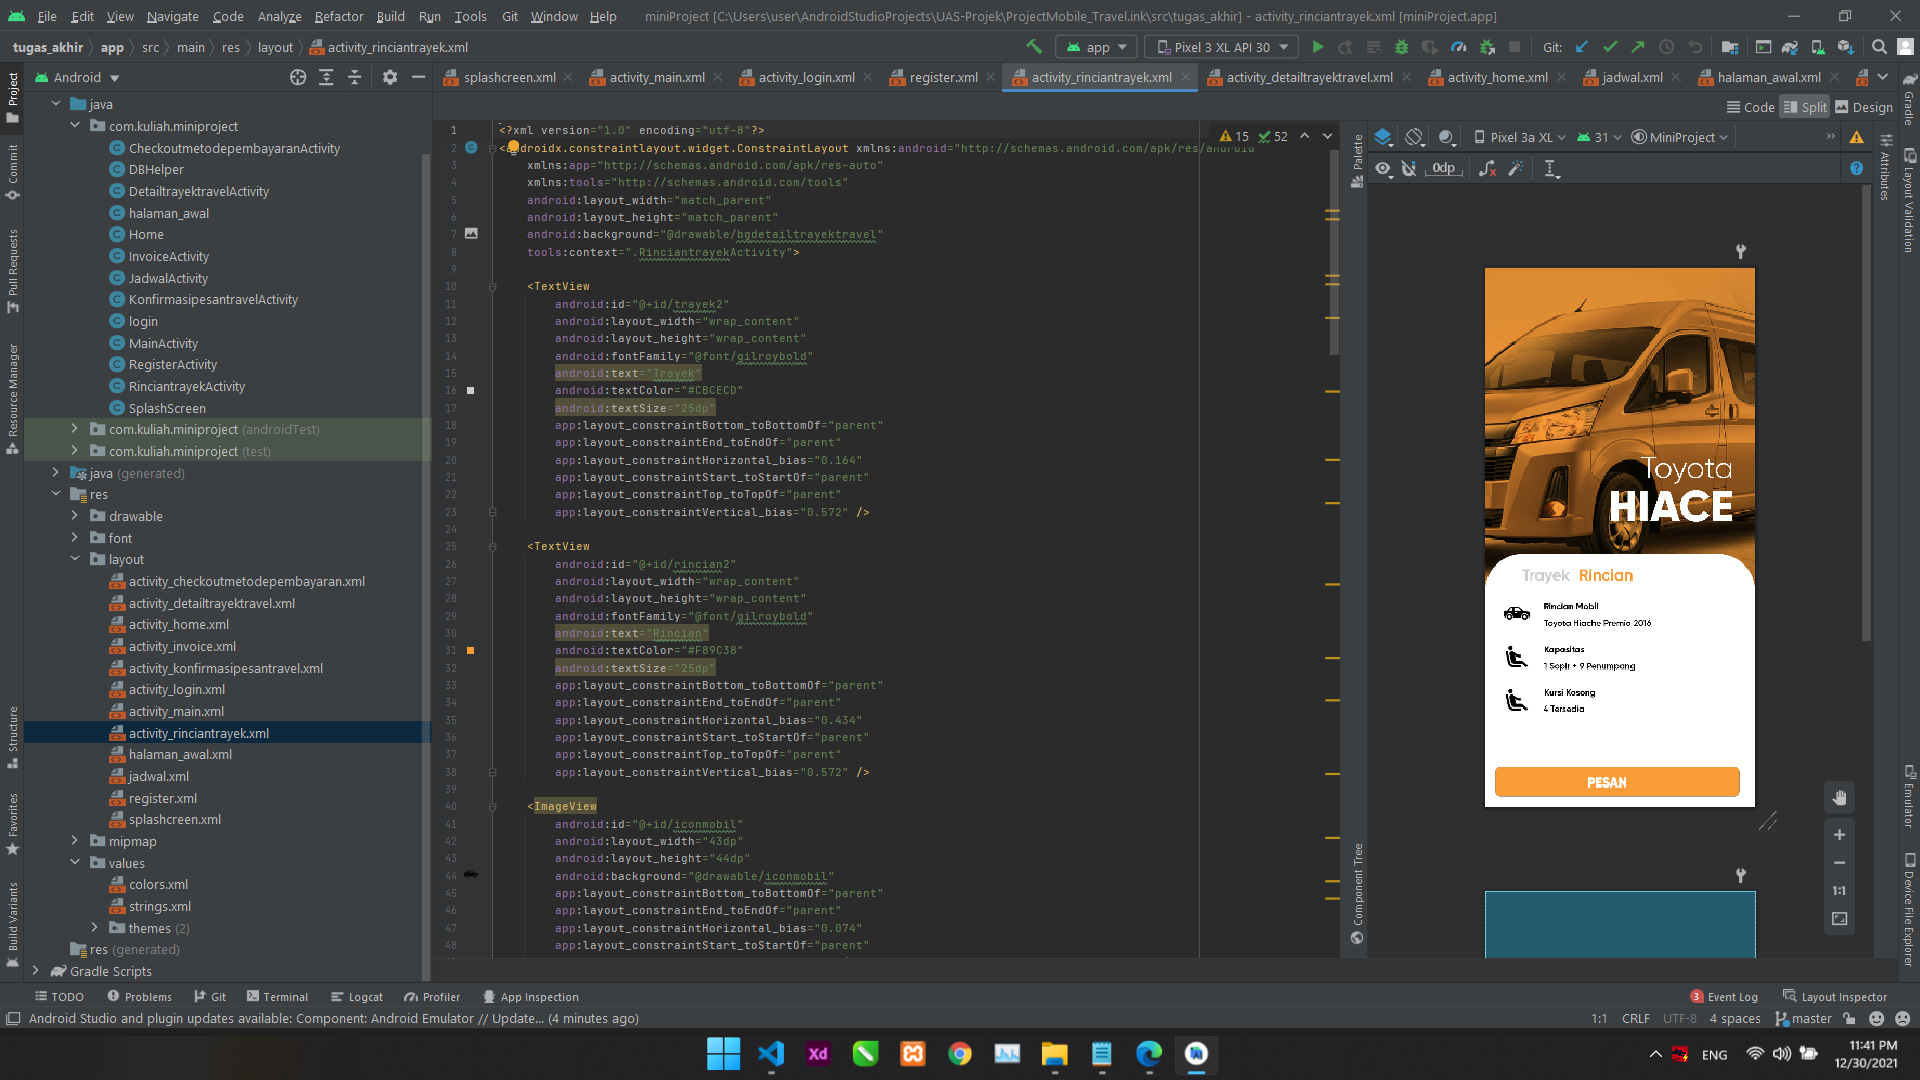 File Edit View Navigate Code Analyze Refactor Build Run Tools Git Window Help miniProject [C:\Users\user\AndroidStudioProjects\UAS-Projek\ProjectMobile_Travel.ink\src\tugas_akhir] - activity_rinciantrayek.xml [miniProject.app]
tugas_akhir app src main res layout activity_rinciantrayek.xml app Pixel 3 XL API 30 Git:
Android splashcreen.xml activity_main.xml activity_login.xml register.xml activity_rinciantrayek.xml activity_detailtrayektravel.xml activity_home.xml jadwal.xml halaman_awal.xml
Code Split Design
Project
Commit
Pull Requests
Resource Manager
Structure
Favorites
Build Variants
java
com.kuliah.miniproject
CheckoutmetodepembayaranActivity
DBHelper
DetailtrayektravelActivity
halaman_awal
Home
InvoiceActivity
JadwalActivity
KonfirmasipesantravelActivity
login
MainActivity
RegisterActivity
RinciantrayekActivity
SplashScreen
com.kuliah.miniproject (androidTest)
com.kuliah.miniproject (test)
java (generated)
res
drawable
font
layout
activity_checkoutmetodepembayaran.xml
activity_detailtrayektravel.xml
activity_home.xml
activity_invoice.xml
activity_konfirmasipesantravel.xml
activity_login.xml
activity_main.xml
activity_rinciantrayek.xml
halaman_awal.xml
jadwal.xml
register.xml
splashcreen.xml
mipmap
values
colors.xml
strings.xml
themes (2)
res (generated)
Gradle Scripts
15 52
1 <?xml version="1.0" encoding="utf-8"?>
2 <androidx.constraintlayout.widget.ConstraintLayout xmlns:android="http://schemas.android.com/apk/res/android"
3 xmlns:app="http://schemas.android.com/apk/res-auto"
4 xmlns:tools="http://schemas.android.com/tools"
5 android:layout_width="match_parent"
6 android:layout_height="match_parent"
7 android:background="@drawable/bgdetailtrayektravel"
8 tools:context=".RinciantrayekActivity">
9
10 <TextView
11 android:id="@+id/trayek2"
12 android:layout_width="wrap_content"
13 android:layout_height="wrap_content"
14 android:fontFamily="@font/gilroybold"
15 android:text="Trayek"
16 android:textColor="#CBCECD"
17 android:textSize="25dp"
18 app:layout_constraintBottom_toBottomOf="parent"
19 app:layout_constraintEnd_toEndOf="parent"
20 app:layout_constraintHorizontal_bias="0.164"
21 app:layout_constraintStart_toStartOf="parent"
22 app:layout_constraintTop_toTopOf="parent"
23 app:layout_constraintVertical_bias="0.572" />
24
25 <TextView
26 android:id="@+id/rincian2"
27 android:layout_width="wrap_content"
28 android:layout_height="wrap_content"
29 android:fontFamily="@font/gilroybold"
30 android:text="Rincian"
31 android:textColor="#F89C38"
32 android:textSize="25dp"
33 app:layout_constraintBottom_toBottomOf="parent"
34 app:layout_constraintEnd_toEndOf="parent"
35 app:layout_constraintHorizontal_bias="0.434"
36 app:layout_constraintStart_toStartOf="parent"
37 app:layout_constraintTop_toTopOf="parent"
38 app:layout_constraintVertical_bias="0.572" />
39
40 <ImageView
41 android:id="@+id/iconmobil"
42 android:layout_width="43dp"
43 android:layout_height="44dp"
44 android:background="@drawable/iconmobil"
45 app:layout_constraintBottom_toBottomOf="parent"
46 app:layout_constraintEnd_toEndOf="parent"
47 app:layout_constraintHorizontal_bias="0.074"
48 app:layout_constraintStart_toStartOf="parent"
Palette
Component Tree
Pixel 3a XL 31 MiniProject
0dp
Toyota
HIACE
Trayek Rincian
Rincian Mobil
Toyota Hiache Premio 2016
Kapasitas
1 Sopir + 9 Penumpang
Kursi Kosong
4 Tersedia
PESAN
1:1
Attributes
Gradle
Layout Validation
Emulator
Device File Explorer
TODO Problems Git Terminal Logcat Profiler App Inspection 3 Event Log Layout Inspector
Android Studio and plugin updates available: Component: Android Emulator // Update... (4 minutes ago) 1:1 CRLF UTF-8 4 spaces master
Xd
ENG
11:41 PM
12/30/2021